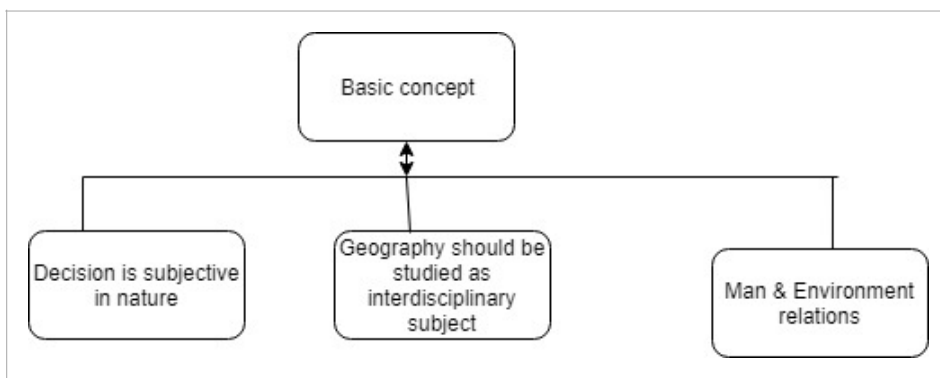 Basic concept
Decision is subjective
in nature
Geography should be
studied as
interdisciplinary
subject
Man & Environment
relations